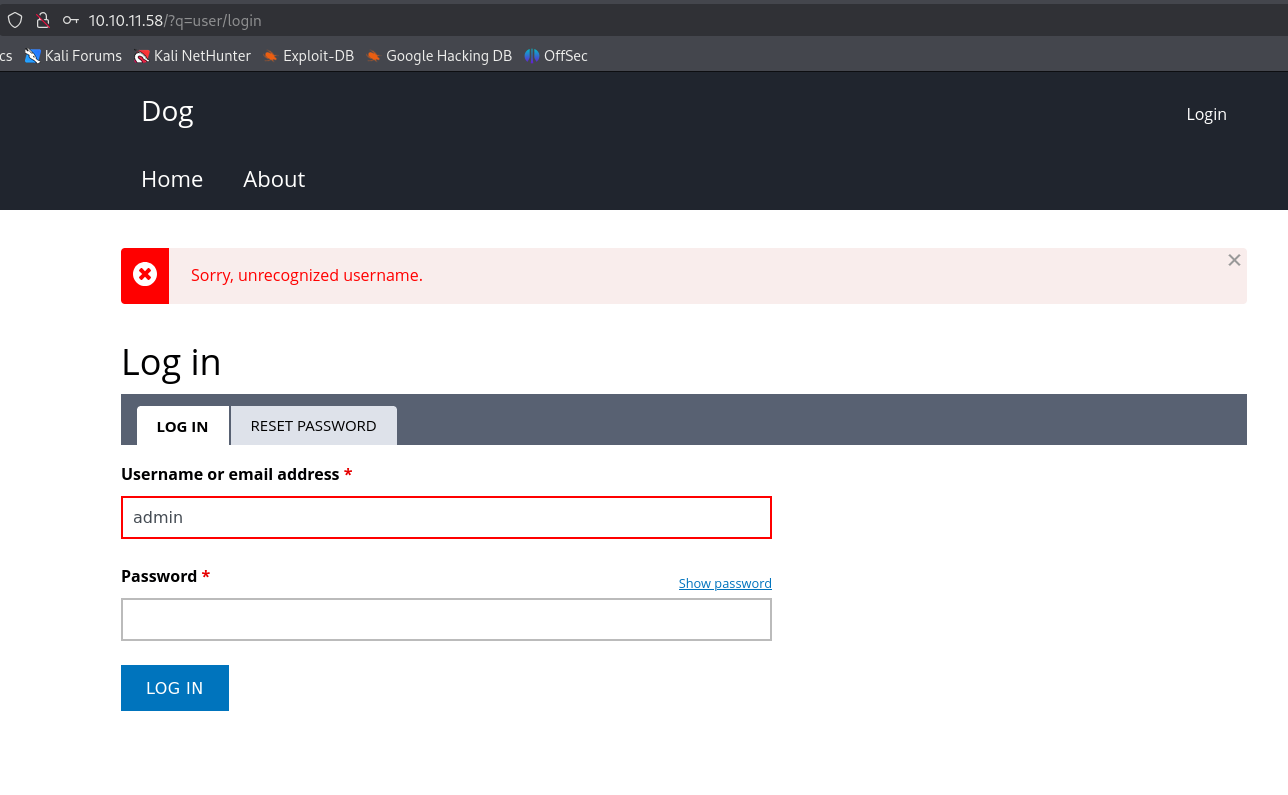 10.10.11.58/?q=user/login
cs Kali Forums Kali NetHunter Exploit-DB Google Hacking DB OffSec
Dog
Login
Home About
Sorry, unrecognized username.
Log in
LOG IN RESET PASSWORD
Username or email address *
admin
Password *
Show password
LOG IN